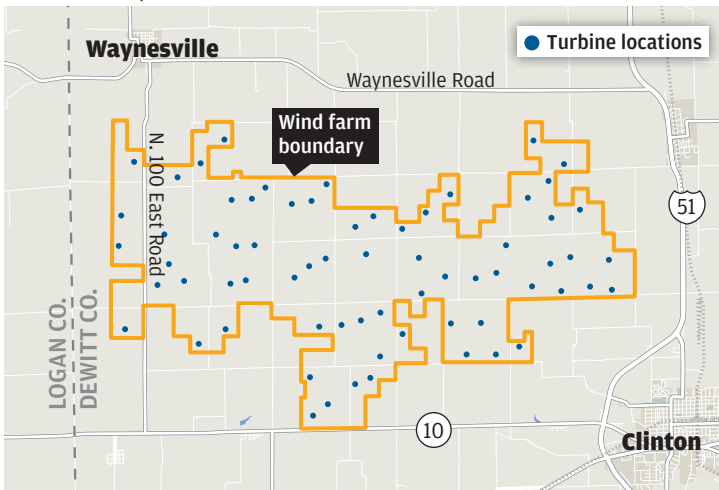 Waynesville
Turbine locations
Waynesville Road
Wind farm
boundary
N. 100 East Road
51
LOGAN CO.
DEWITT CO.
10
Clinton